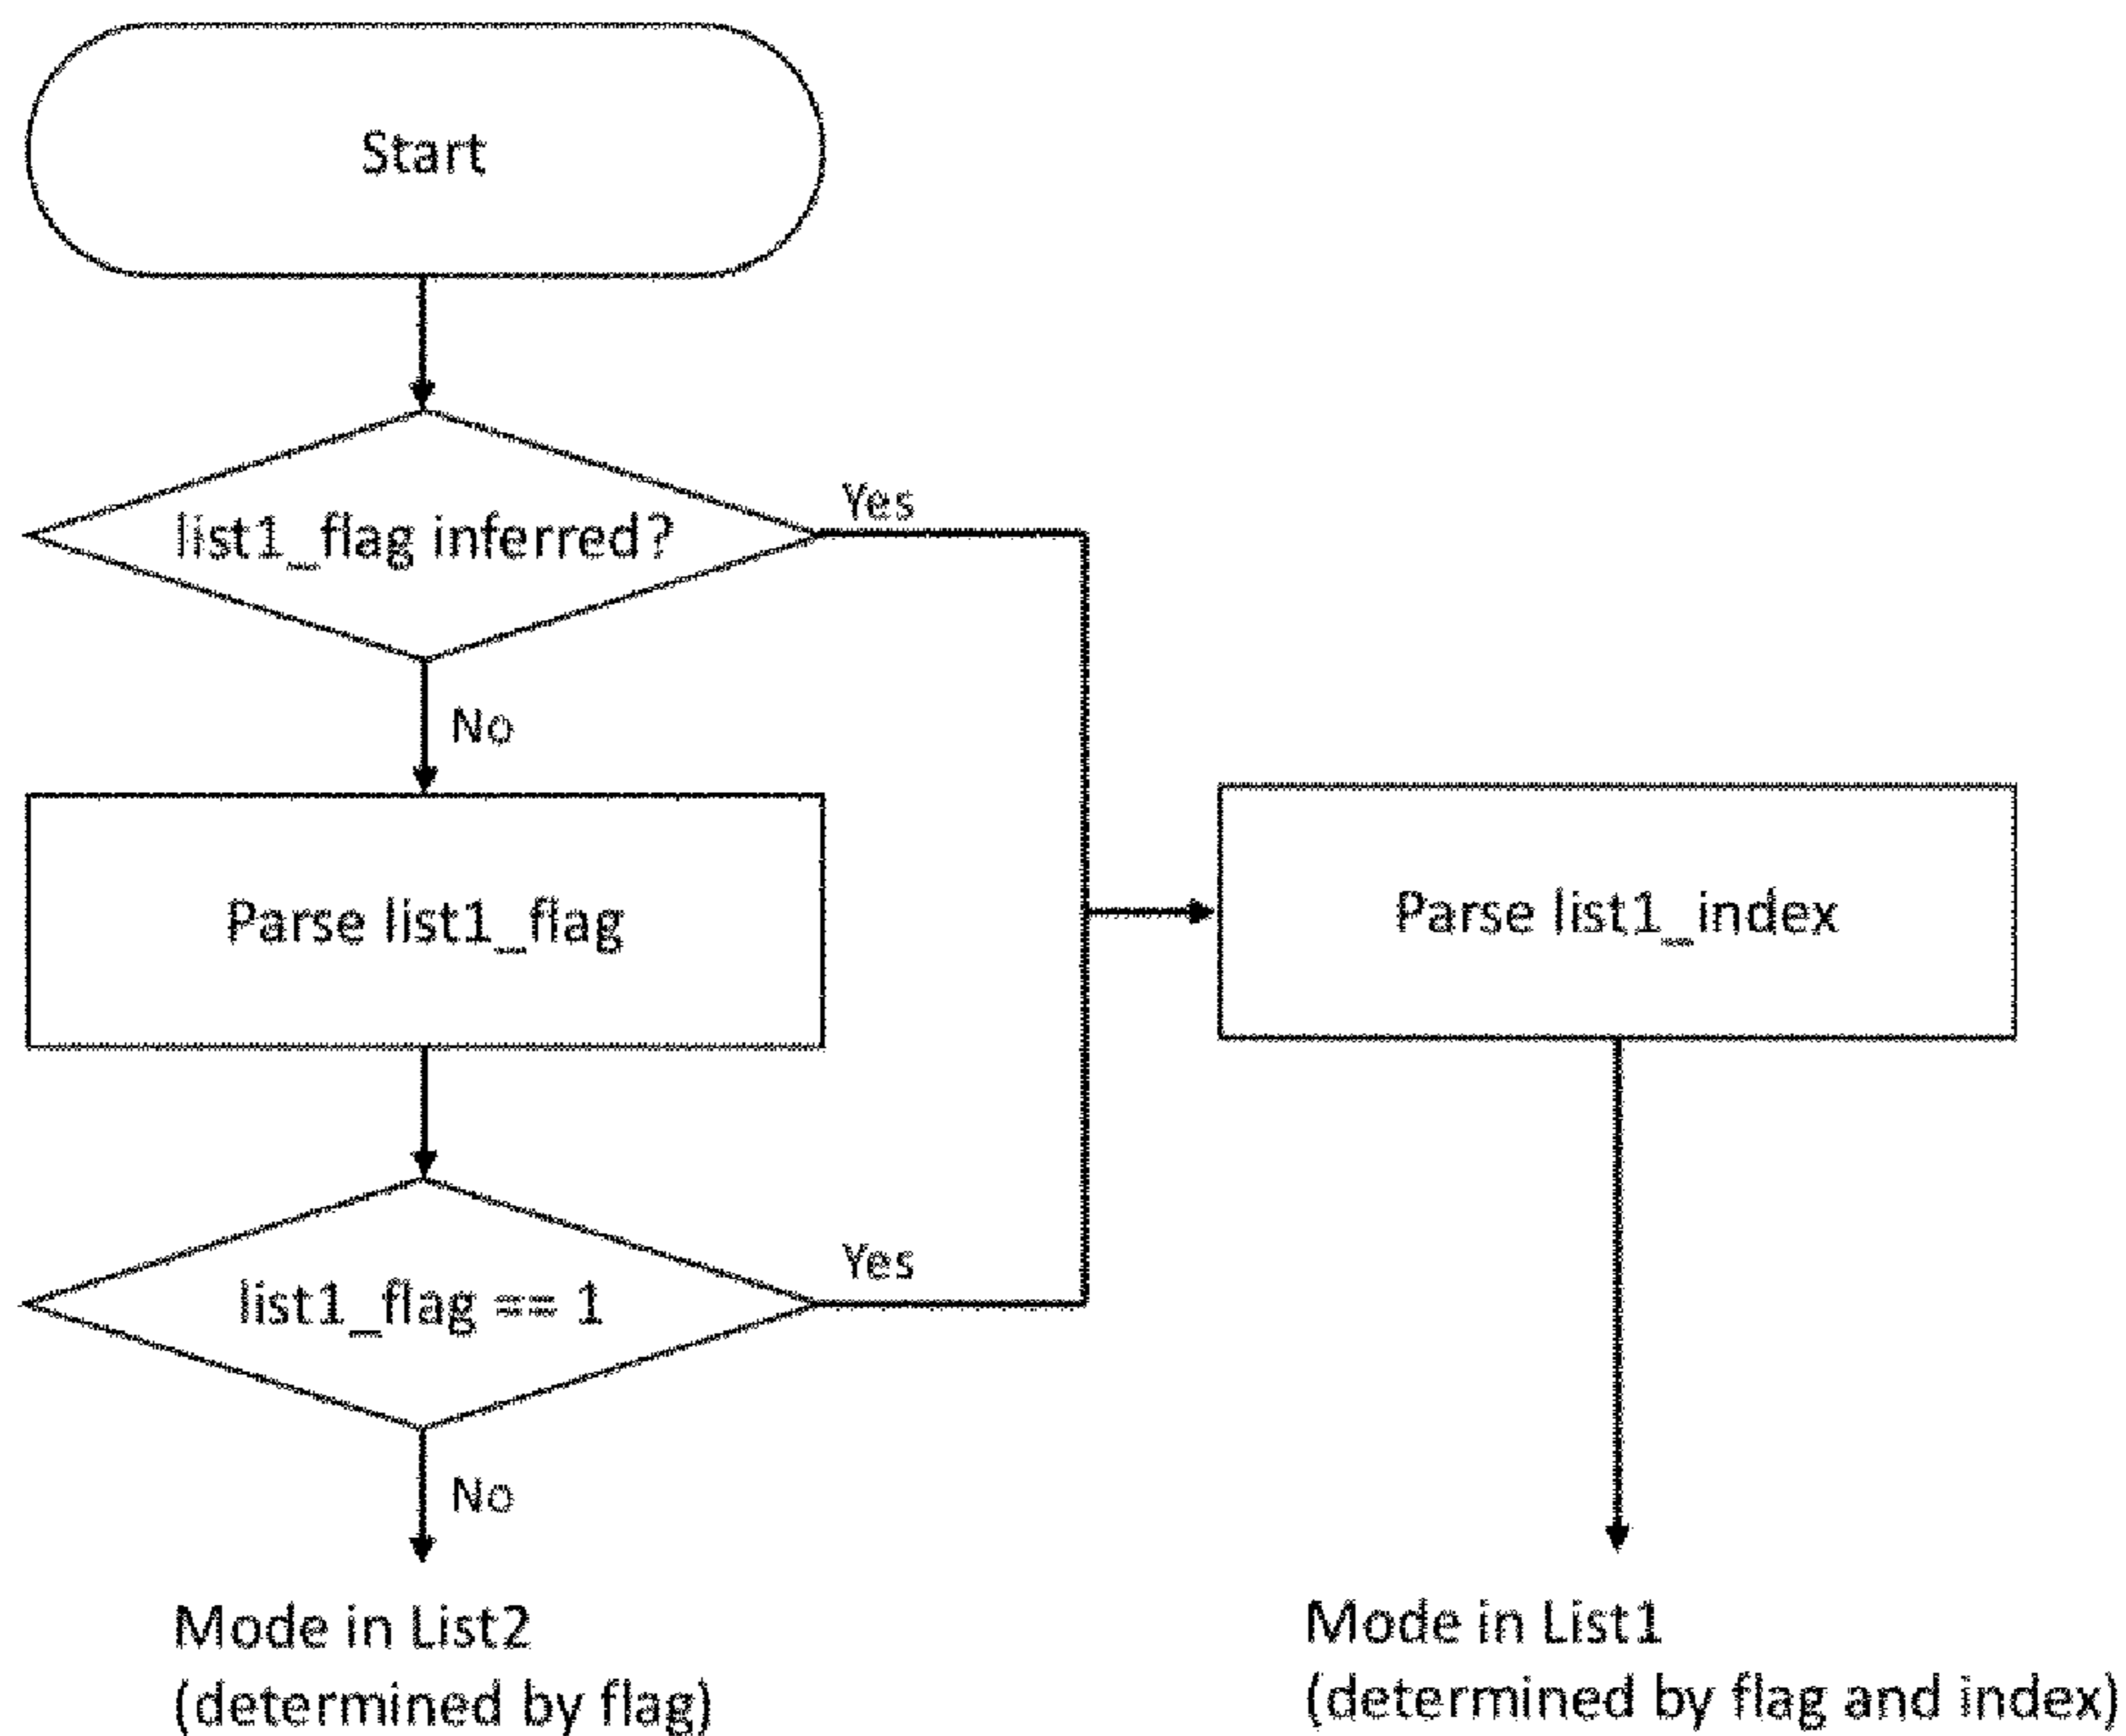 Start
list1_flag inferred?
Yes
No
Parse list1_flag
Parse list1_index
list1_flag == 1
Yes
No
Mode in List2
(determined by flag)
Mode in List1
(determined by flag and index)